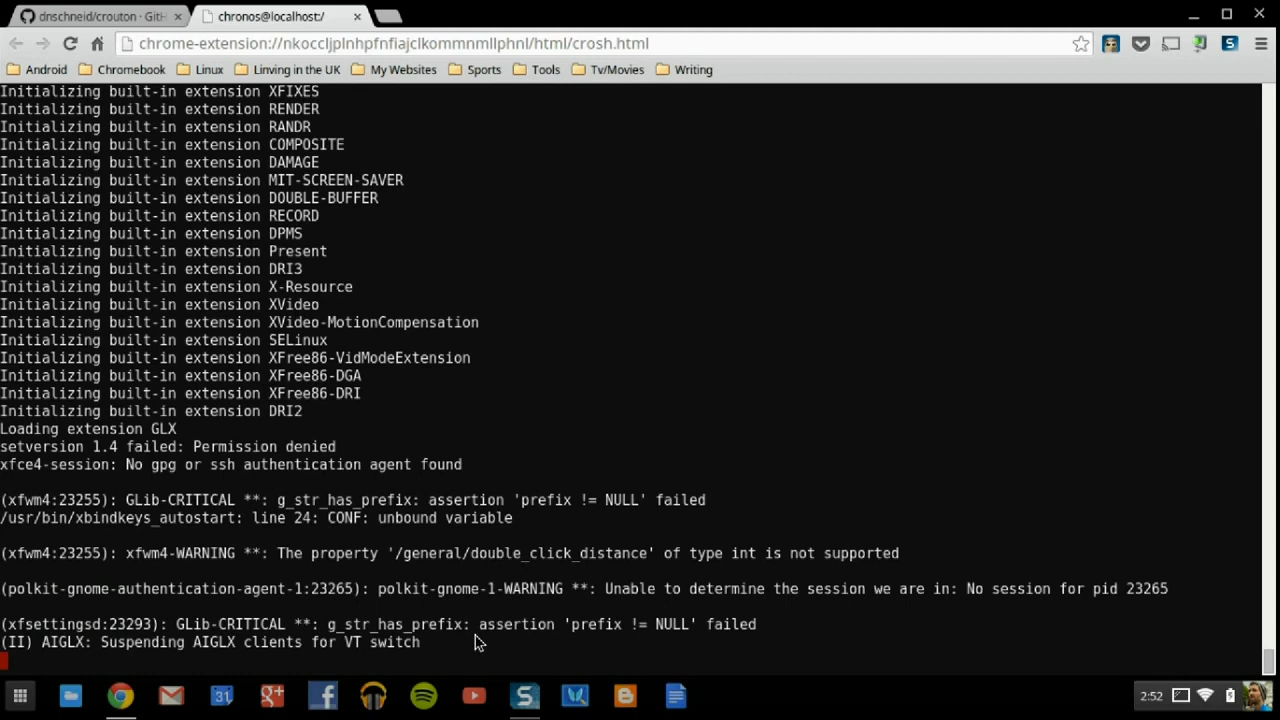 dnschneid/crouton · GitH
chronos@localhost:/
chrome-extension://nkoccljplnhpfnfiajclkommnmllphnl/html/crosh.html
Android Chromebook Linux Linving in the UK My Websites Sports Tools Tv/Movies Writing
Initializing built-in extension XFIXES
Initializing built-in extension RENDER
Initializing built-in extension RANDR
Initializing built-in extension COMPOSITE
Initializing built-in extension DAMAGE
Initializing built-in extension MIT-SCREEN-SAVER
Initializing built-in extension DOUBLE-BUFFER
Initializing built-in extension RECORD
Initializing built-in extension DPMS
Initializing built-in extension Present
Initializing built-in extension DRI3
Initializing built-in extension X-Resource
Initializing built-in extension XVideo
Initializing built-in extension XVideo-MotionCompensation
Initializing built-in extension SELinux
Initializing built-in extension XFree86-VidModeExtension
Initializing built-in extension XFree86-DGA
Initializing built-in extension XFree86-DRI
Initializing built-in extension DRI2
Loading extension GLX
setversion 1.4 failed: Permission denied
xfce4-session: No gpg or ssh authentication agent found
(xfwm4:23255): GLib-CRITICAL **: g_str_has_prefix: assertion 'prefix != NULL' failed
/usr/bin/xbindkeys_autostart: line 24: CONF: unbound variable
(xfwm4:23255): xfwm4-WARNING **: The property '/general/double_click_distance' of type int is not supported
(polkit-gnome-authentication-agent-1:23265): polkit-gnome-1-WARNING **: Unable to determine the session we are in: No session for pid 23265
(xfsettingsd:23293): GLib-CRITICAL **: g_str_has_prefix: assertion 'prefix != NULL' failed
(II) AIGLX: Suspending AIGLX clients for VT switch
31
2:52